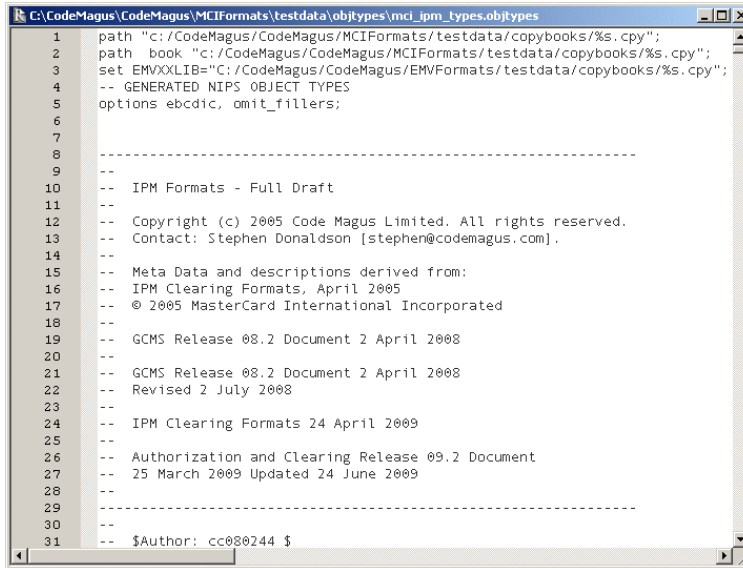 C:\CodeMagus\CodeMagus\MCIFormats\testdata\objtypes\mci_ipm_types.objtypes
1 path "c:/CodeMagus/CodeMagus/MCIFormats/testdata/copybooks/%s.cpy";
2 path  book "c:/CodeMagus/CodeMagus/MCIFormats/testdata/copybooks/%s.cpy";
3 set EMVXXLIB="C:/CodeMagus/CodeMagus/EMVFormats/testdata/copybooks/%s.cpy";
4 -- GENERATED NIPS OBJECT TYPES
5 options ebcdic, omit_fillers;
6
7
8 ----------------------------------------------------------------
9 --
10 --  IPM Formats - Full Draft
11 --
12 --  Copyright (c) 2005 Code Magus Limited. All rights reserved.
13 --  Contact: Stephen Donaldson [stephen@codemagus.com].
14 --
15 --  Meta Data and descriptions derived from:
16 --  IPM Clearing Formats, April 2005
17 --  © 2005 MasterCard International Incorporated
18 --
19 --  GCMS Release 08.2 Document 2 April 2008
20 --
21 --  GCMS Release 08.2 Document 2 April 2008
22 --  Revised 2 July 2008
23 --
24 --  IPM Clearing Formats 24 April 2009
25 --
26 --  Authorization and Clearing Release 09.2 Document
27 --  25 March 2009 Updated 24 June 2009
28 --
29 ----------------------------------------------------------------
30 --
31 --  $Author: cc080244 $